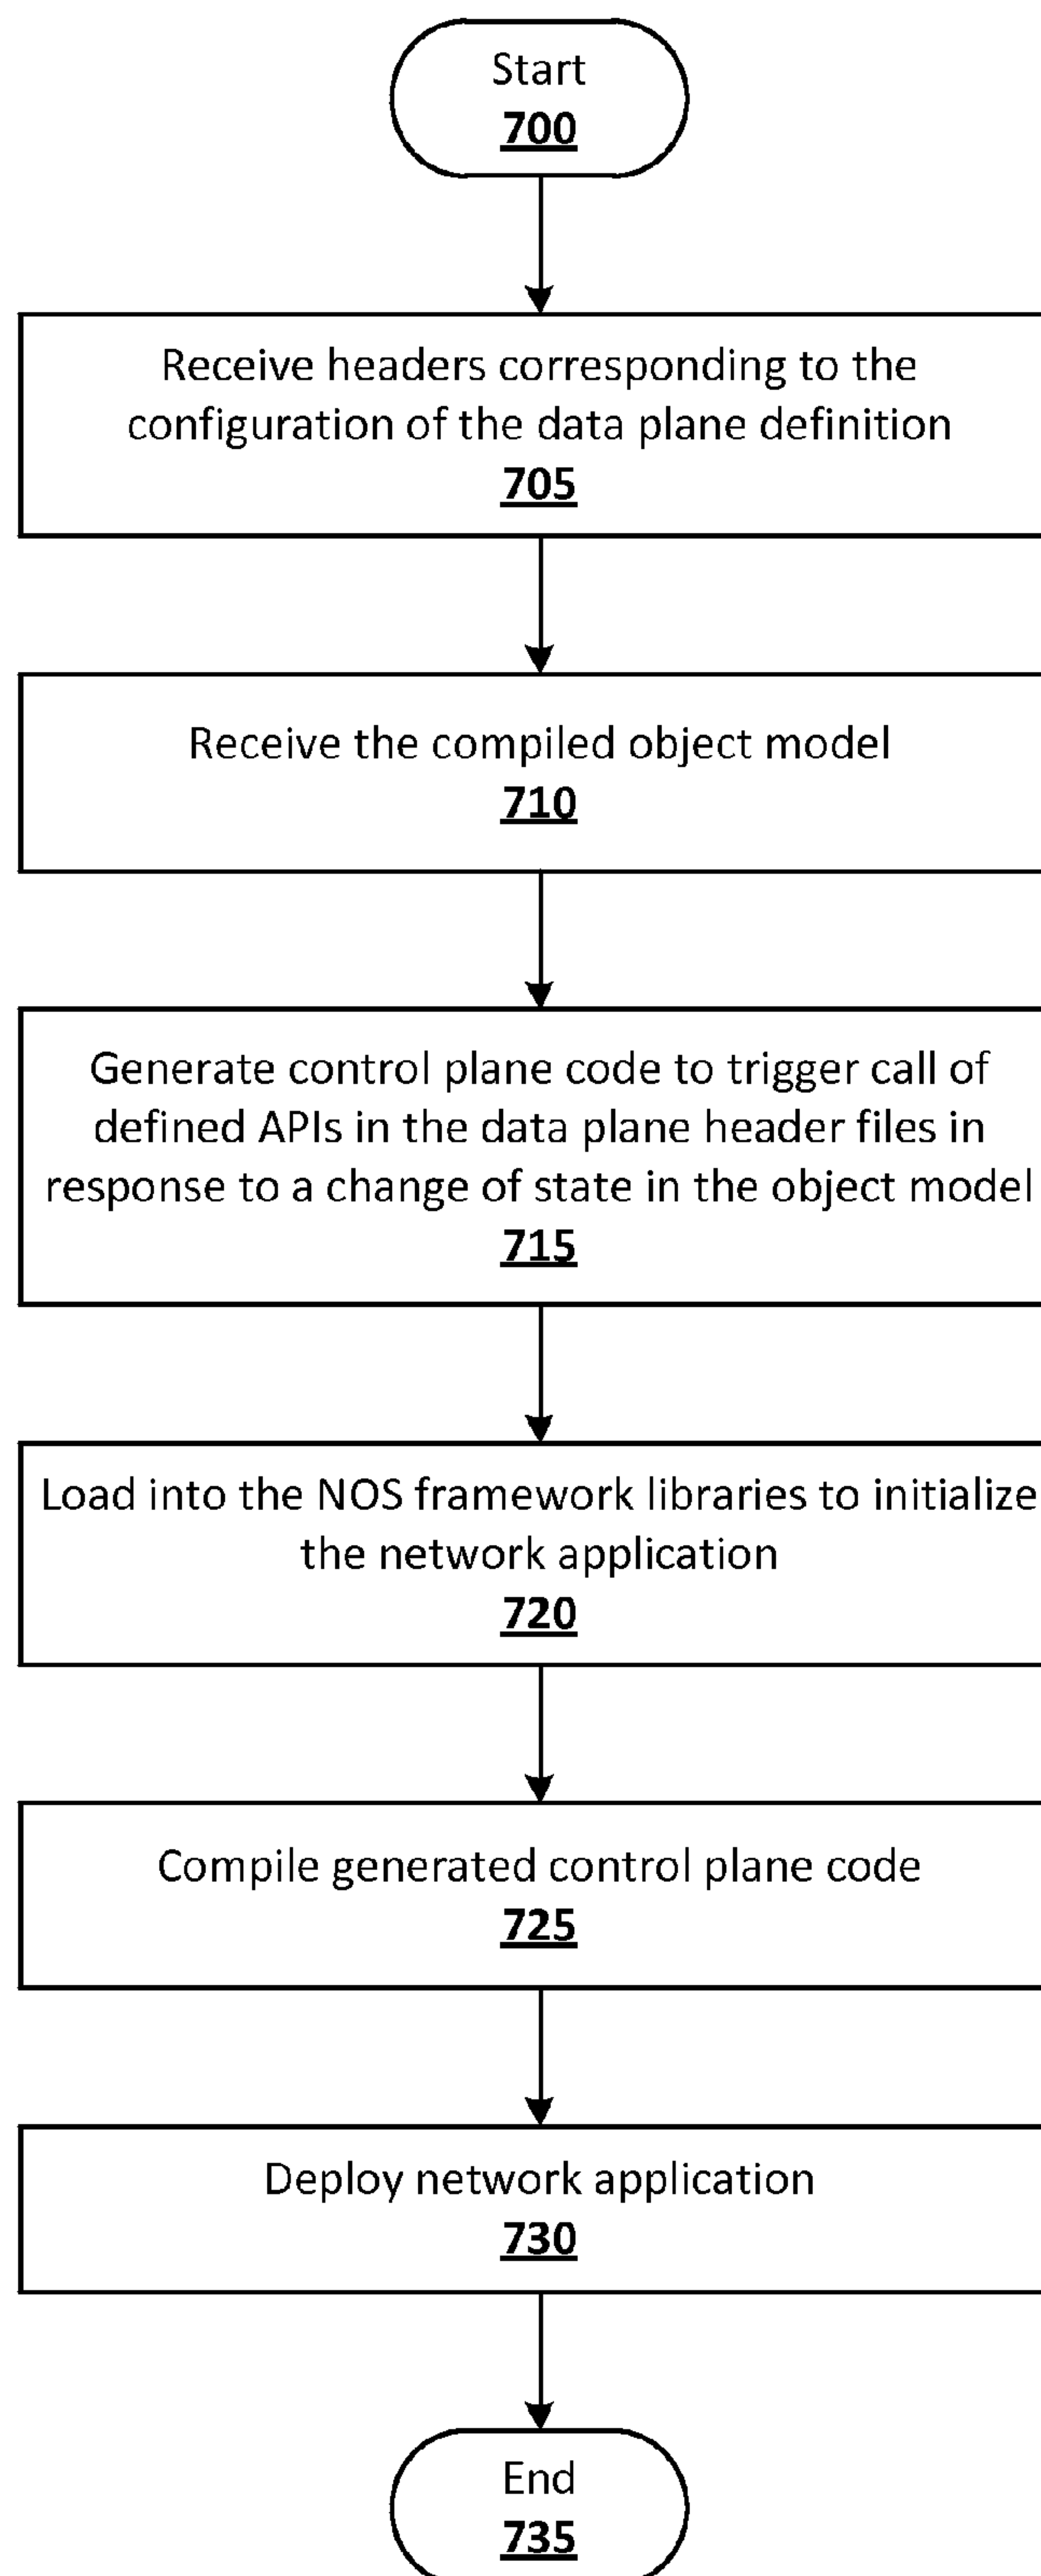 Start
700
Receive headers corresponding to the
configuration of the data plane definition
705
Receive the compiled object model
710
Generate control plane code to trigger call of
defined APIs in the data plane header files in
response to a change of state in the object model
715
Load into the NOS framework libraries to initialize
the network application
720
Compile generated control plane code
725
Deploy network application
730
End
735